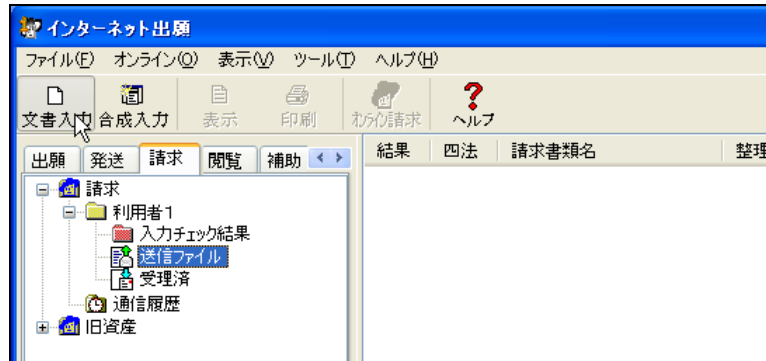 インターネット出願
ファイル(F) オンライン(O) 表示(V) ツール(T) ヘルプ(H)
文書入力 合成入力 表示 印刷 オンライン請求 ヘルプ
出願 発送 請求 閲覧 補助
結果 四法 請求書類名 整理
請求
利用者1
入力チェック結果
送信ファイル
受理済
通信履歴
旧資産